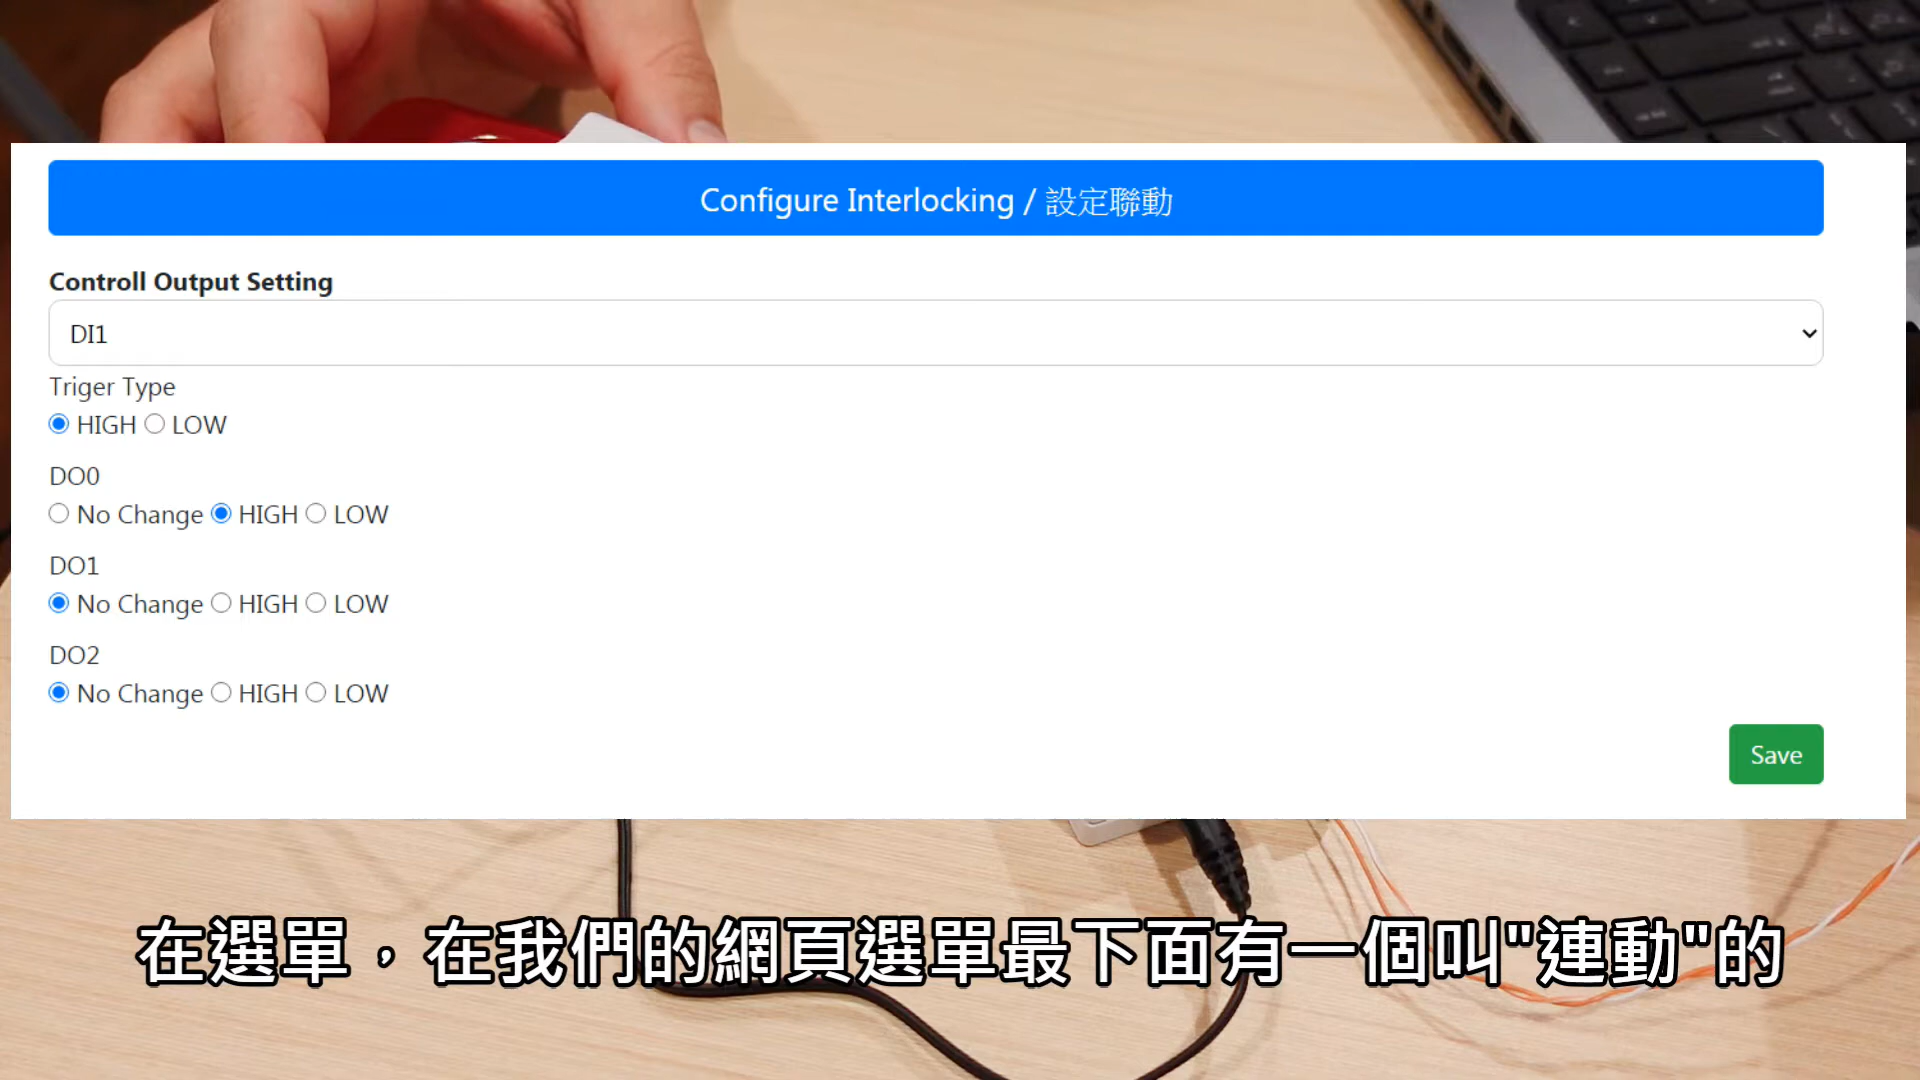 Configure Interlocking / 設定聯動
Controll Output Setting
DI1
Triger Type
HIGH LOW
DO0
No Change HIGH LOW
DO1
No Change HIGH LOW
DO2
No Change HIGH LOW
Save
在選單，在我們的網頁選單最下面有一個叫"連動"的